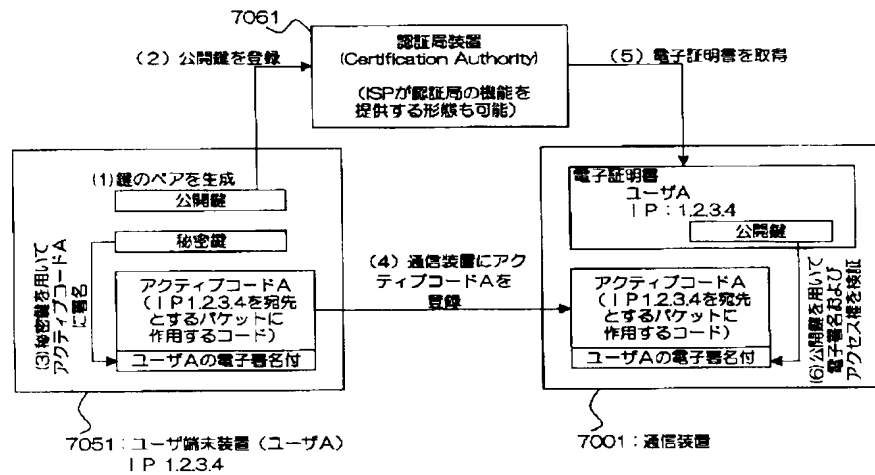 7061
認証局装置
(Certification Authority)
(ISPが認証局の機能を
提供する形態も可能)
(2) 公開鍵を登録
(5) 電子証明書を取得
(1)鍵のペアを生成
公開鍵
秘密鍵
(3)秘密鍵を用いて
アクティブコードA
に署名
アクティブコードA
(IP1.2.3.4を宛先
とするパケットに
作用するコード)
ユーザAの電子署名付
(4) 通信装置にアク
ティブコードAを
登録
電子証明書
ユーザA
IP:1.2.3.4
公開鍵
アクティブコードA
(IP1.2.3.4を宛先
とするパケットに
作用するコード)
ユーザAの電子署名付
(6)公開鍵を用いて
電子署名および
アクセス権を検証
7051:ユーザ端末装置(ユーザA)
IP 1.2.3.4
7001:通信装置